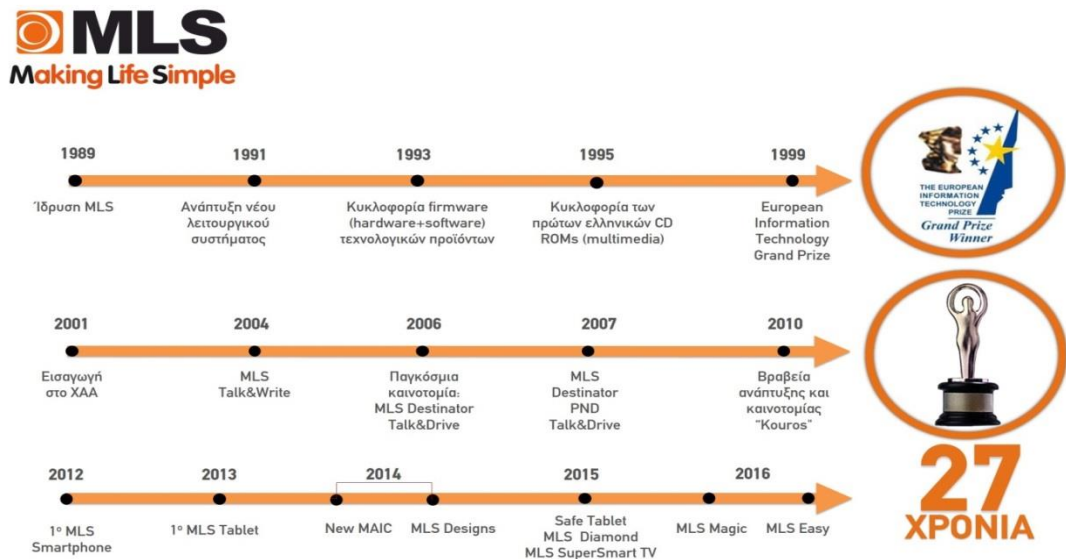 MLS
Making Life Simple
1989
1991
1993
1995
1999
Ίδρυση MLS
Ανάπτυξη νέου
λειτουργικού
συστήματος
Κυκλοφορία firmware
(hardware+software)
τεχνολογικών προϊόντων
Κυκλοφορία των
πρώτων ελληνικών CD
ROMs (multimedia)
European
Information
Technology
Grand Prize
THE EUROPEAN
INFORMATION
TECHNOLOGY
PRIZE
Grand Prize
Winner
2001
2004
2006
2007
2010
Εισαγωγή
στο ΧΑΑ
MLS
Talk&Write
Παγκόσμια
καινοτομία:
MLS Destinator
Talk&Drive
MLS
Destinator
PND
Talk&Drive
Βραβεία
ανάπτυξης και
καινοτομίας
"Kouros"
2012
2013
2014
2015
2016
1º MLS
Smartphone
1º MLS Tablet
New MAIC
MLS Designs
Safe Tablet
MLS Diamond
MLS SuperSmart TV
MLS Magic
MLS Easy
27
ΧΡΟΝΙΑ